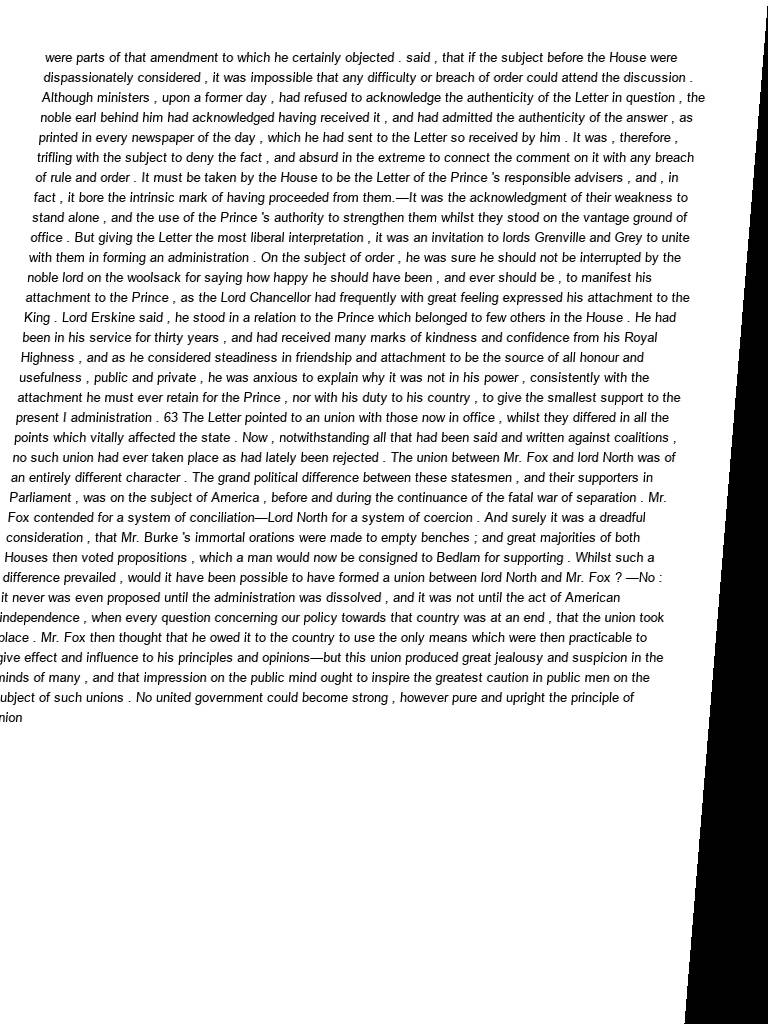 were parts of that amendment to which he certainly objected . said , that if the subject before the House were
dispassionately considered , it was impossible that any difficulty or breach of order could attend the discussion .
Although ministers , upon a former day , had refused to acknowledge the authenticity of the Letter in question , the
noble earl behind him had acknowledged having received it , and had admitted the authenticity of the answer , as
printed in every newspaper of the day , which he had sent to the Letter so received by him . It was , therefore ,
trifling with the subject to deny the fact , and absurd in the extreme to connect the comment on it with any breach
of rule and order . It must be taken by the House to be the Letter of the Prince 's responsible advisers , and , in
fact , it bore the intrinsic mark of having proceeded from them.—It was the acknowledgment of their weakness to
stand alone , and the use of the Prince 's authority to strengthen them whilst they stood on the vantage ground of
office . But giving the Letter the most liberal interpretation , it was an invitation to lords Grenville and Grey to unite
with them in forming an administration . On the subject of order , he was sure he should not be interrupted by the
noble lord on the woolsack for saying how happy he should have been , and ever should be , to manifest his
attachment to the Prince , as the Lord Chancellor had frequently with great feeling expressed his attachment to the
King . Lord Erskine said , he stood in a relation to the Prince which belonged to few others in the House . He had
been in his service for thirty years , and had received many marks of kindness and confidence from his Royal
Highness , and as he considered steadiness in friendship and attachment to be the source of all honour and
usefulness , public and private , he was anxious to explain why it was not in his power , consistently with the
attachment he must ever retain for the Prince , nor with his duty to his country , to give the smallest support to the
present I administration . 63 The Letter pointed to an union with those now in office , whilst they differed in all the
points which vitally affected the state . Now , notwithstanding all that had been said and written against coalitions ,
no such union had ever taken place as had lately been rejected . The union between Mr. Fox and lord North was of
an entirely different character . The grand political difference between these statesmen , and their supporters in
Parliament , was on the subject of America , before and during the continuance of the fatal war of separation . Mr.
Fox contended for a system of conciliation—Lord North for a system of coercion . And surely it was a dreadful
consideration , that Mr. Burke 's immortal orations were made to empty benches ; and great majorities of both
Houses then voted propositions , which a man would now be consigned to Bedlam for supporting . Whilst such a
difference prevailed , would it have been possible to have formed a union between lord North and Mr. Fox ? —No :
it never was even proposed until the administration was dissolved , and it was not until the act of American
independence , when every question concerning our policy towards that country was at an end , that the union took
place . Mr. Fox then thought that he owed it to the country to use the only means which were then practicable to
give effect and influence to his principles and opinions—but this union produced great jealousy and suspicion in the
minds of many , and that impression on the public mind ought to inspire the greatest caution in public men on the
ubject of such unions . No united government could become strong , however pure and upright the principle of
nion